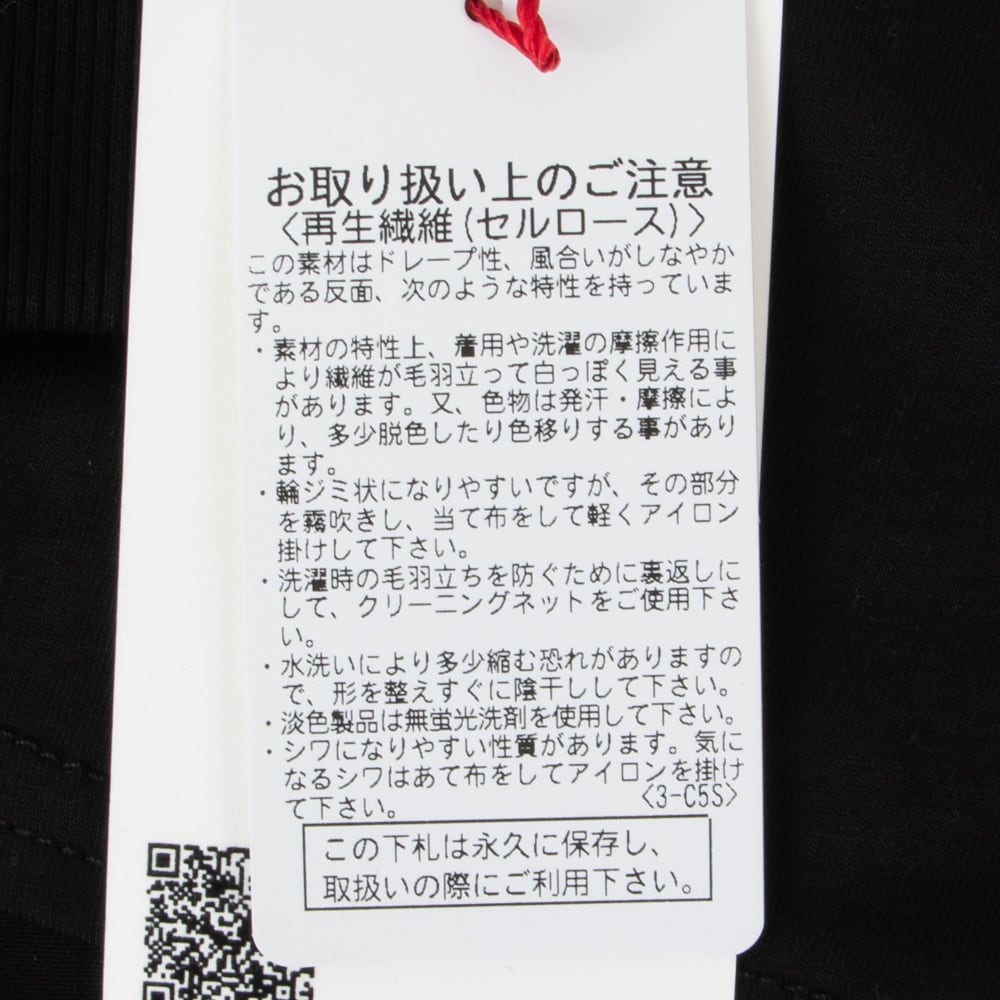 お取り扱い上のご注意
〈再生繊維(セルロース)〉
この素材はドレープ性、風合いがしなやか
である反面、次のような特性を持っていま
す。
・素材の特性上、着用や洗濯の摩擦作用に
より繊維が毛羽立って白っぽく見える事
があります。又、色物は発汗・摩擦によ
り、多少脱色したり色移りする事があり
ます。
・輪ジミ状になりやすいですが、その部分
を霧吹きし、当て布をして軽くアイロン
掛けして下さい。
・洗濯時の毛羽立ちを防ぐために裏返しに
して、クリーニングネットをご使用下さ
い。
・水洗いにより多少縮む恐れがありますの
で、形を整えすぐに陰干しして下さい。
・淡色製品は無蛍光洗剤を使用して下さい。
・シワになりやすい性質があります。気に
なるシワはあて布をしてアイロンを掛け
て下さい。
〈3-C5S〉
この下札は永久に保存し、
取扱いの際にご利用下さい。